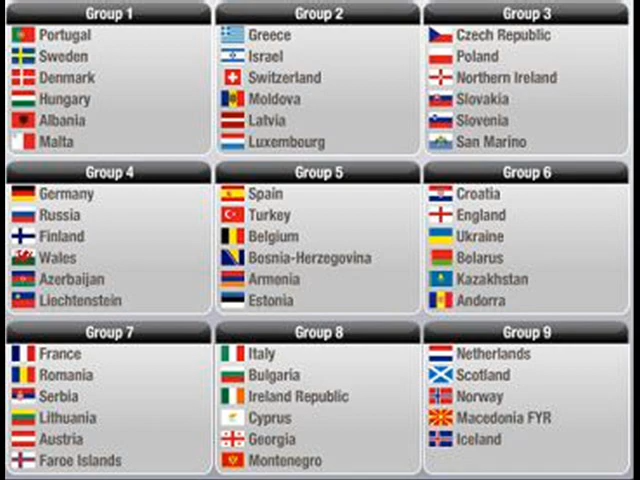 Group 1
Portugal
Sweden
Denmark
Hungary
Albania
Malta
Group 2
Greece
Israel
Switzerland
Moldova
Latvia
Luxembourg
Group 3
Czech Republic
Poland
Northern Ireland
Slovakia
Slovenia
San Marino
Group 4
Germany
Russia
Finland
Wales
Azerbaijan
Liechtenstein
Group 5
Spain
Turkey
Belgium
Bosnia-Herzegovina
Armenia
Estonia
Group 6
Croatia
England
Ukraine
Belarus
Kazakhstan
Andorra
Group 7
France
Romania
Serbia
Lithuania
Austria
Faroe Islands
Group 8
Italy
Bulgaria
Ireland Republic
Cyprus
Georgia
Montenegro
Group 9
Netherlands
Scotland
Norway
Macedonia FYR
Iceland